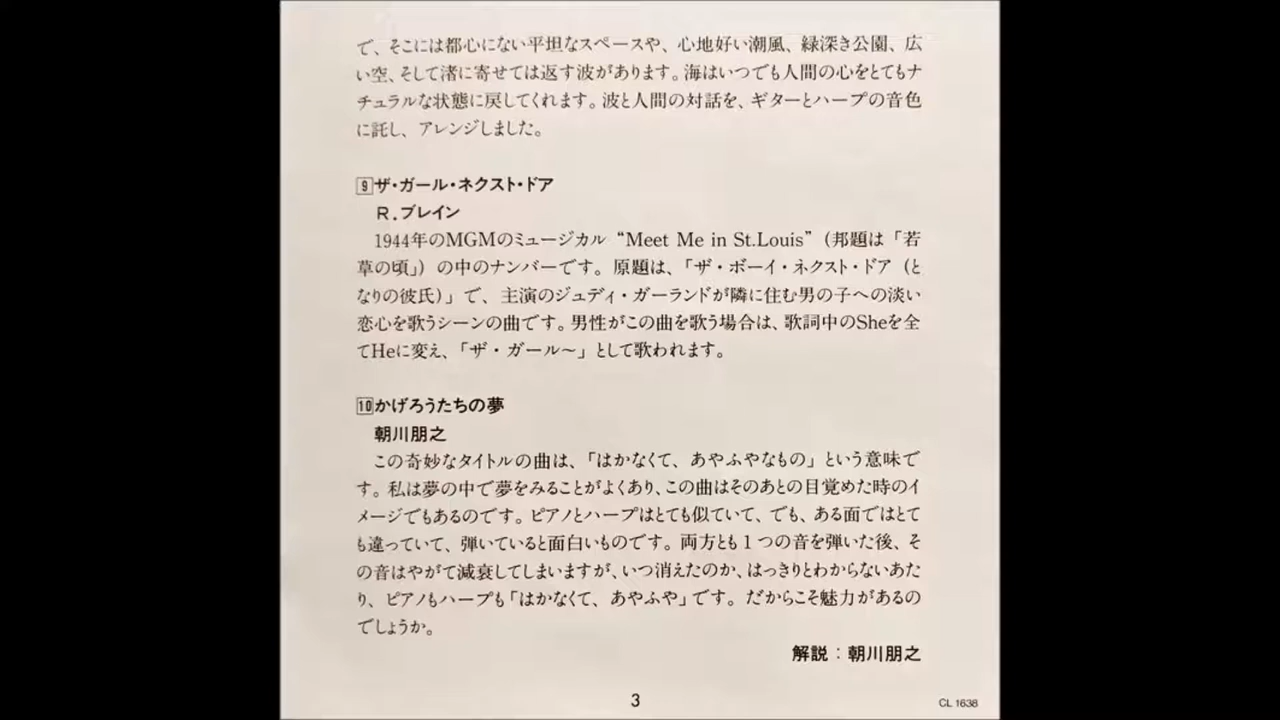 で、そこには都心にない平坦なスペースや、心地好い潮風、緑深き公園、広
い空、そして渚に寄せては返す波があります。海はいつでも人間の心をとてもナ
チュラルな状態に戻してくれます。波と人間の対話を、ギターとハープの音色
に託し、アレンジしました。
9 ザ・ガール・ネクスト・ドア
R.ブレイン
1944年のMGMのミュージカル“Meet Me in St.Louis”(邦題は「若
草の頃」)の中のナンバーです。原題は、「ザ・ボーイ・ネクスト・ドア(と
なりの彼氏)」で、主演のジュディ・ガーランドが隣に住む男の子への淡い
恋心を歌うシーンの曲です。男性がこの曲を歌う場合は、歌詞中のSheを全
てHeに変え、「ザ・ガール〜」として歌われます。
10 かげろうたちの夢
朝川朋之
この奇妙なタイトルの曲は、「はかなくて、あやふやなもの」という意味で
す。私は夢の中で夢をみることがよくあり、この曲はそのあとの目覚めた時のイ
メージでもあるのです。ピアノとハープはとても似ていて、でも、ある面ではとて
も違っていて、弾いていると面白いものです。両方とも1つの音を弾いた後、そ
の音はやがて減衰してしまいますが、いつ消えたのか、はっきりとわからないあた
り、ピアノもハープも「はかなくて、あやふや」です。だからこそ魅力があるの
でしょうか。
解説：朝川朋之
3
CL 1638